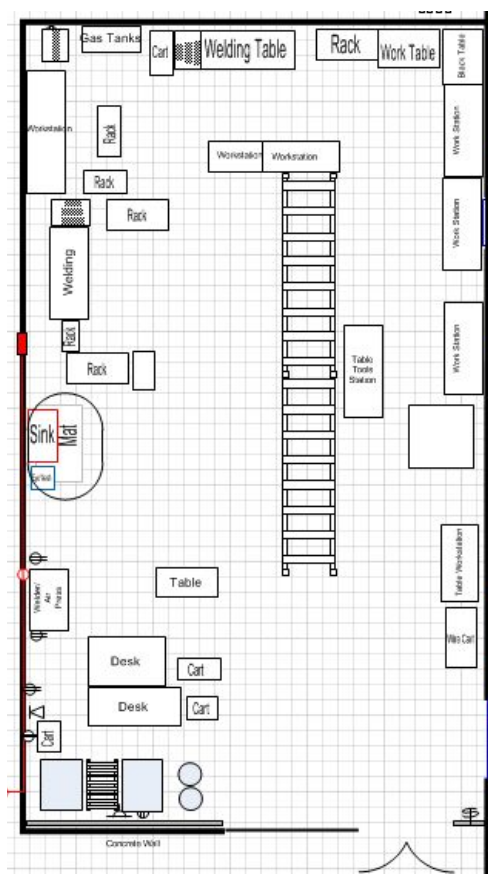 Gas Tanks
Cart
Welding Table
Rack
Work Table
Black Table
Workstation
Rack
Work Station
Workstation
Workstation
Rack
Rack
Work Station
Welding
Rack
Table
Tools
Station
Work Station
Rack
Sink
Mat
Table Workstation
Welder/
Air
Press
Table
Wire Cart
Desk
Cart
Desk
Cart
Cart
Concrete Wall